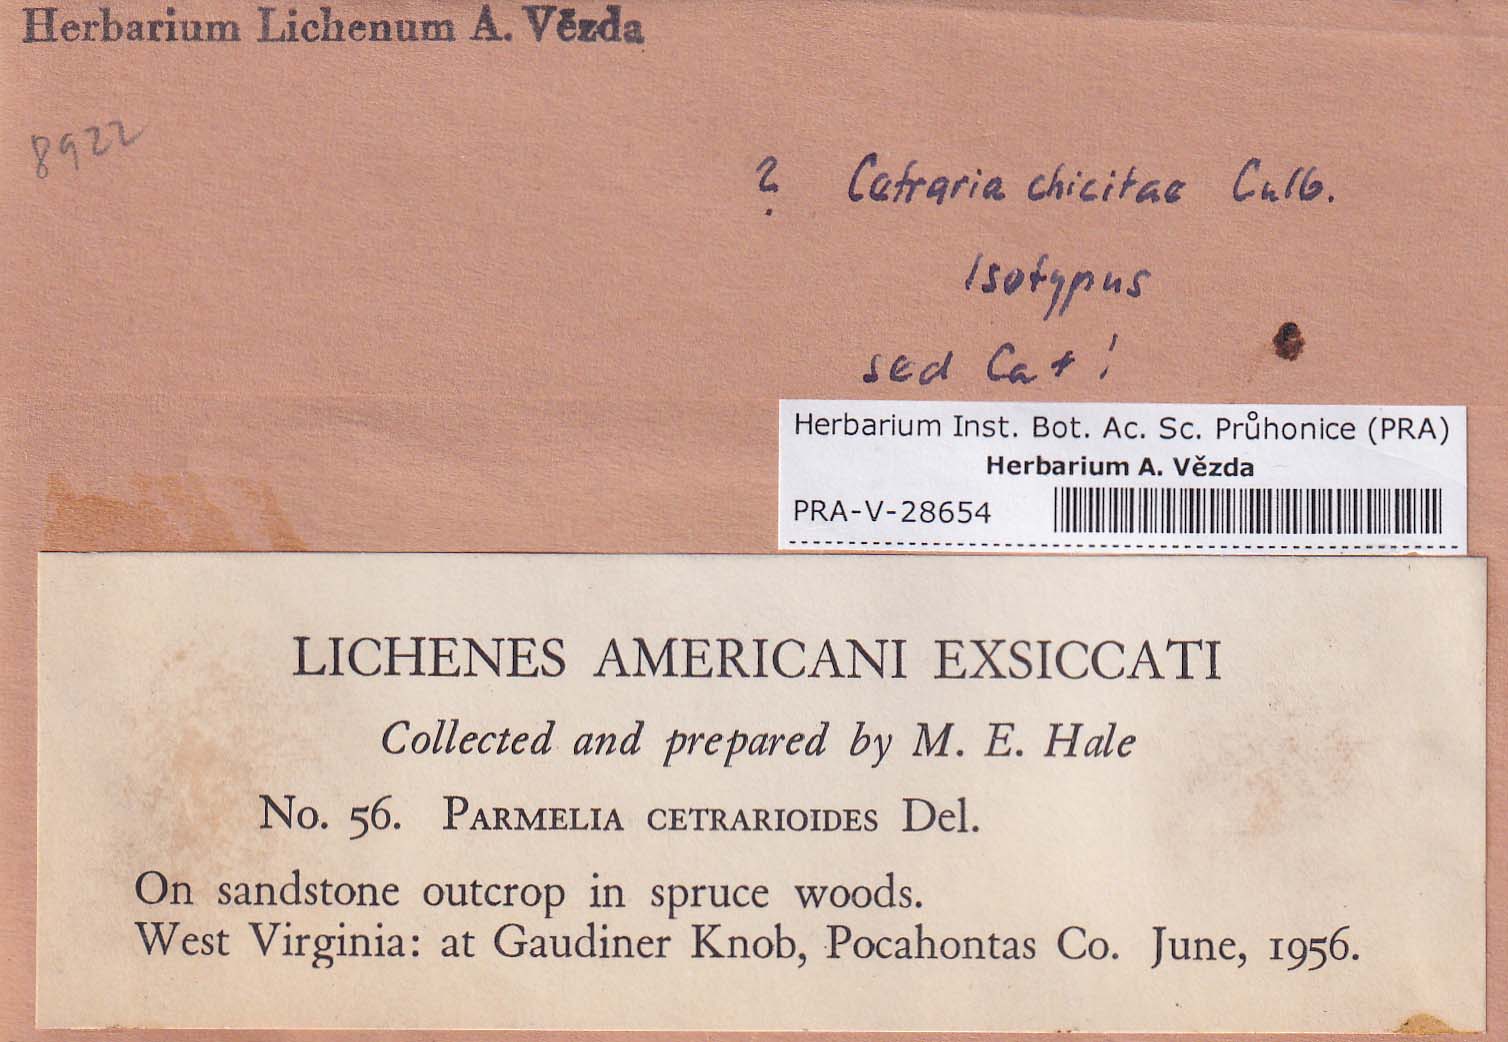 Herbarium Lichenum A. Vězda
8922
? Cetraria chicitae Culb.
Isotypus
sed Ca + !
Herbarium Inst. Bot. Ac. Sc. Průhonice (PRA)
Herbarium A. Vězda
PRA-V-28654
LICHENES AMERICANI EXSICCATI
Collected and prepared by M. E. Hale
No. 56. PARMELIA CETRARIOIDES Del.
On sandstone outcrop in spruce woods.
West Virginia: at Gaudiner Knob, Pocahontas Co. June, 1956.